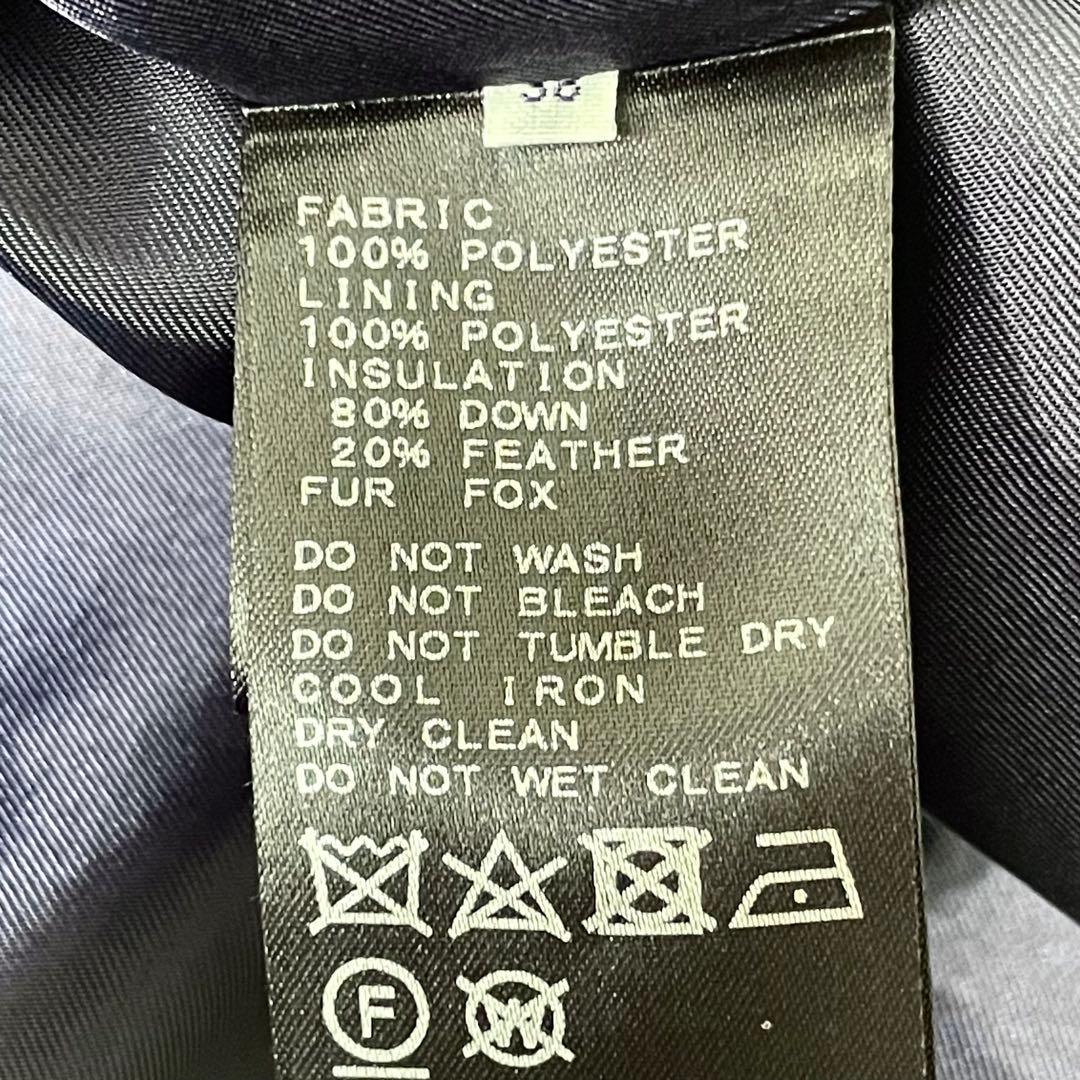 FABRIC
100% POLYESTER
LINING
100% POLYESTER
INSULATION
80% DOWN
20% FEATHER
FUR FOX
DO NOT WASH
DO NOT BLEACH
DO NOT TUMBLE DRY
COOL IRON
DRY CLEAN
DO NOT WET CLEAN
F W